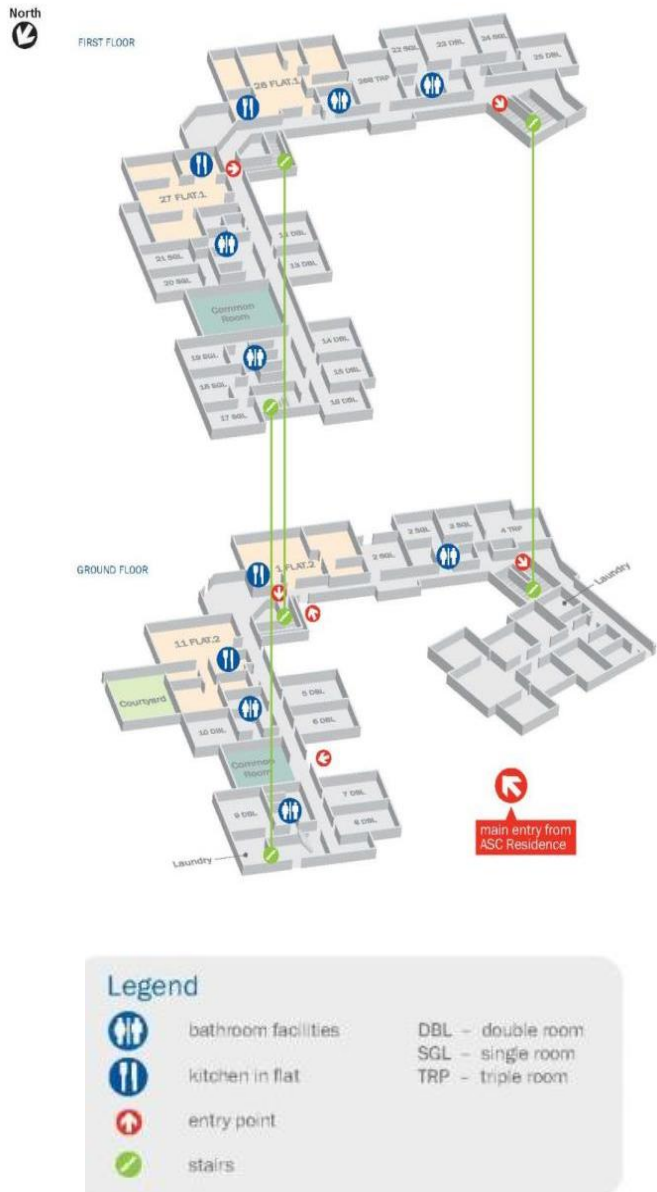 North
FIRST FLOOR
22 SGL
23 DBL
24 SGL
25 DBL
26 FLAT.1
26B TRP
27 FLAT.1
21 SGL
20 SGL
13 DBL
Common
Room
19 SGL
18 SGL
17 SGL
14 DBL
15 DBL
16 DBL
GROUND FLOOR
1 FLAT.2
2 SGL
2 SGL
3 SGL
4 TRP
Laundry
11 FLAT.2
Courtyard
10 DBL
5 DBL
6 DBL
Common
Room
9 DBL
7 DBL
8 DBL
Laundry
main entry from
ASC Residence
Legend
bathroom facilities
kitchen in flat
entry point
stairs
DBL – double room
SGL – single room
TRP – triple room